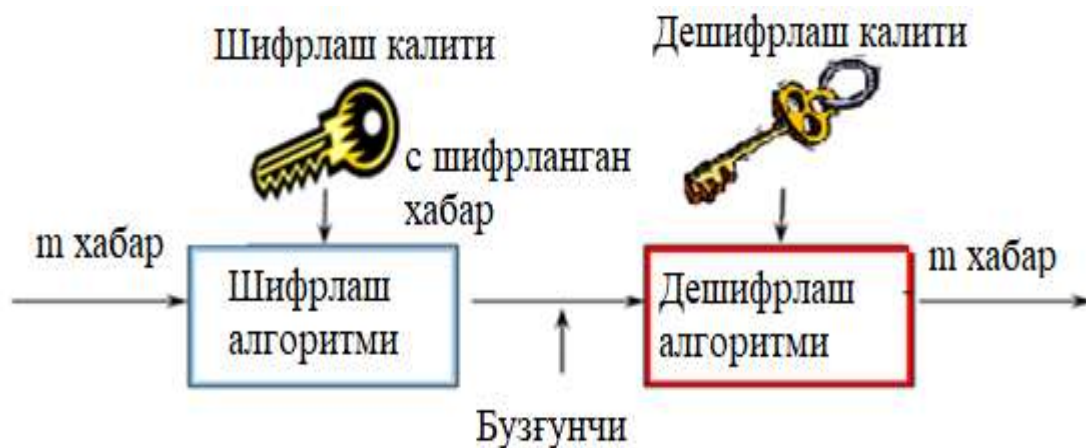 Шифрлаш калити
Дешифрлаш калити
с шифрланган
хабар
m хабар
Шифрлаш
алгоритми
Дешифрлаш
алгоритми
m хабар
Бузғунчи